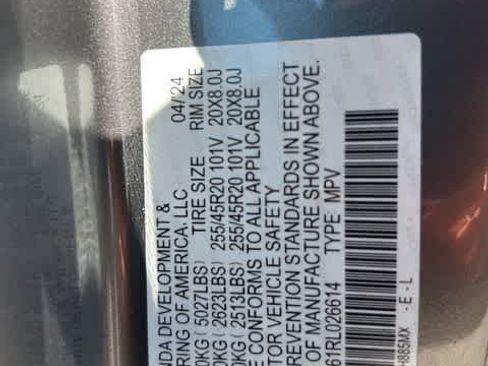 NDA DEVELOPMENT &
RING OF AMERICA, LLC 04/24
TIRE SIZE RIM SIZE
0KG ( 5027LBS)
0KG ( 2623LBS) 255/45R20 101V 20X8.0J
0KG ( 2513LBS) 255/45R20 101V 20X8.0J
E CONFORMS TO ALL APPLICABLE
TOR VEHICLE SAFETY
REVENTION STANDARDS IN EFFECT
OF MANUFACTURE SHOWN ABOVE.
61RL026614 TYPE: MPV
H885MX - E - L